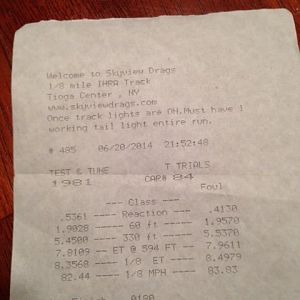 Welcome to Skyview Drags
1/8 mile IHRA Track
Tioga Center , NY
www.skyviewdrags.com
Once track lights are ON.Must have 1
working tail light entire run.
# 485 06/20/2014 21:52:48
TEST & TUNE T TRIALS
1981 CAR# 84
Foul
--- Class ---
.5361 ---- Reaction ---- .4130
1.9028 ---- 60 ft ---- 1.9570
5.4500 ---- 330 ft ---- 5.5370
7.8109 -- ET @ 594 FT -- 7.9611
8.3568 ---- 1/8 ET ---- 8.4979
82.44 ---- 1/8 MPH ---- 83.83
.0180